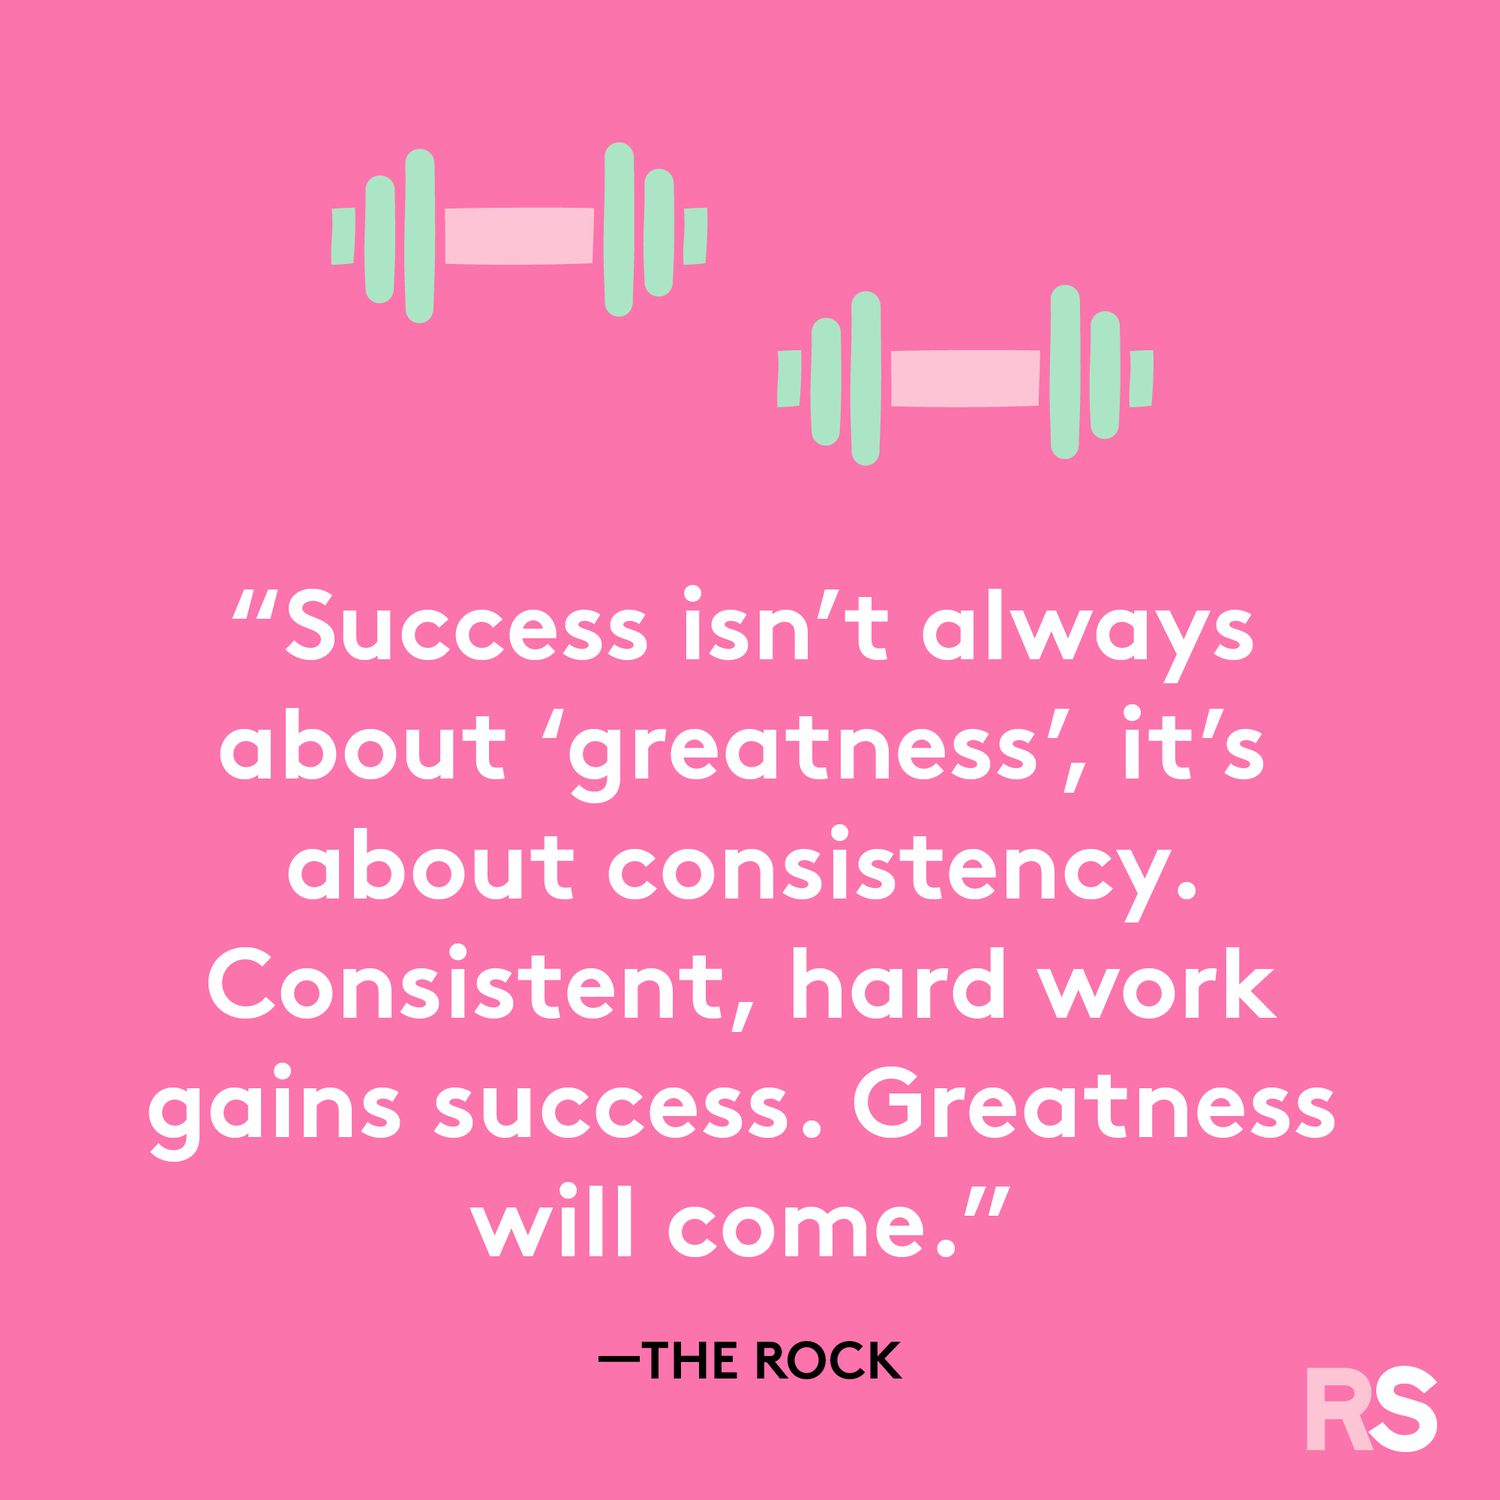 “Success isn’t always
about ‘greatness’, it’s
about consistency.
Consistent, hard work
gains success. Greatness
will come.”
—THE ROCK
RS